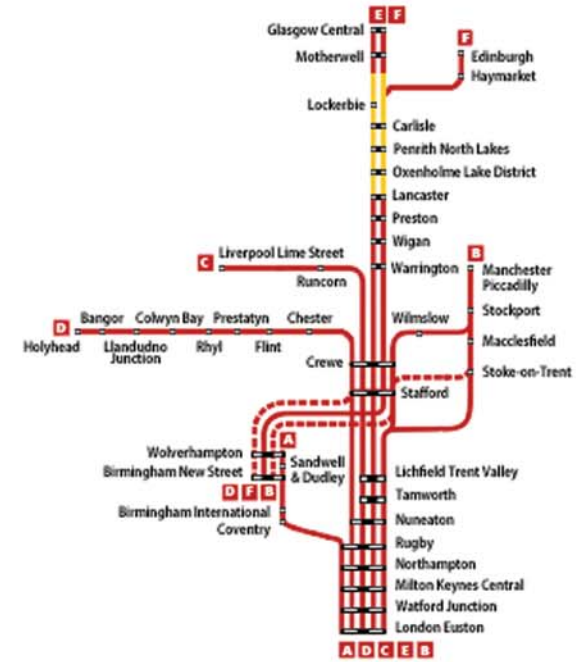 E F
Glasgow Central
F
Motherwell
Edinburgh
Haymarket
Lockerbie
Carlisle
Penrith North Lakes
Oxenholme Lake District
Lancaster
Preston
Wigan
Liverpool Lime Street
B
C
Warrington
Manchester
Piccadilly
Runcorn
Bangor Colwyn Bay Prestatyn Chester
Wilmslow
Stockport
D
Holyhead Llandudno Rhyl Flint
Junction
Macclesfield
Crewe
Stoke-on-Trent
Stafford
A
Wolverhampton
Sandwell
& Dudley
Birmingham New Street
Lichfield Trent Valley
D F B
Tamworth
Birmingham International
Nuneaton
Coventry
Rugby
Northampton
Milton Keynes Central
Watford Junction
London Euston
A D C E B